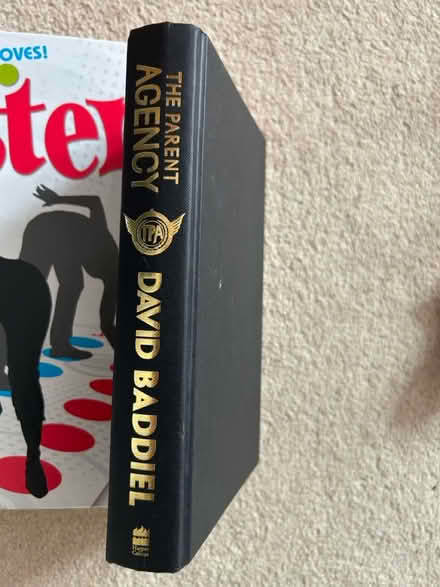 OVES!
ster
THE PARENT
AGENCY
TPA
DAVID BADDIEL
Harper
Collins